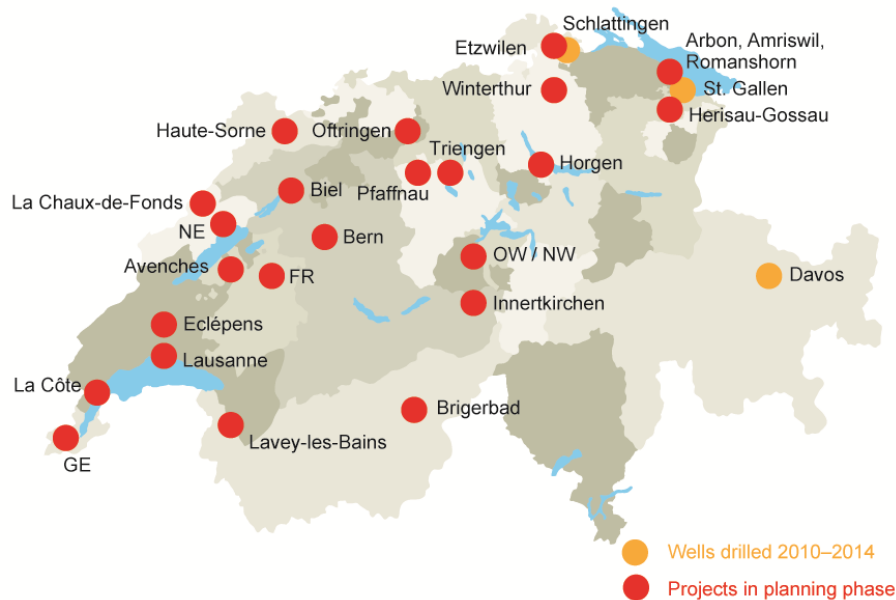 Schlattingen
Etzwilen
Arbon, Amriswil,
Romanshorn
Winterthur
St. Gallen
Herisau-Gossau
Haute-Sorne
Oftringen
Triengen
Horgen
Pfaffnau
Biel
La Chaux-de-Fonds
NE
Bern
OW / NW
Avenches
FR
Davos
Innertkirchen
Eclépens
Lausanne
La Côte
Brigerbad
Lavey-les-Bains
GE
Wells drilled 2010–2014
Projects in planning phase